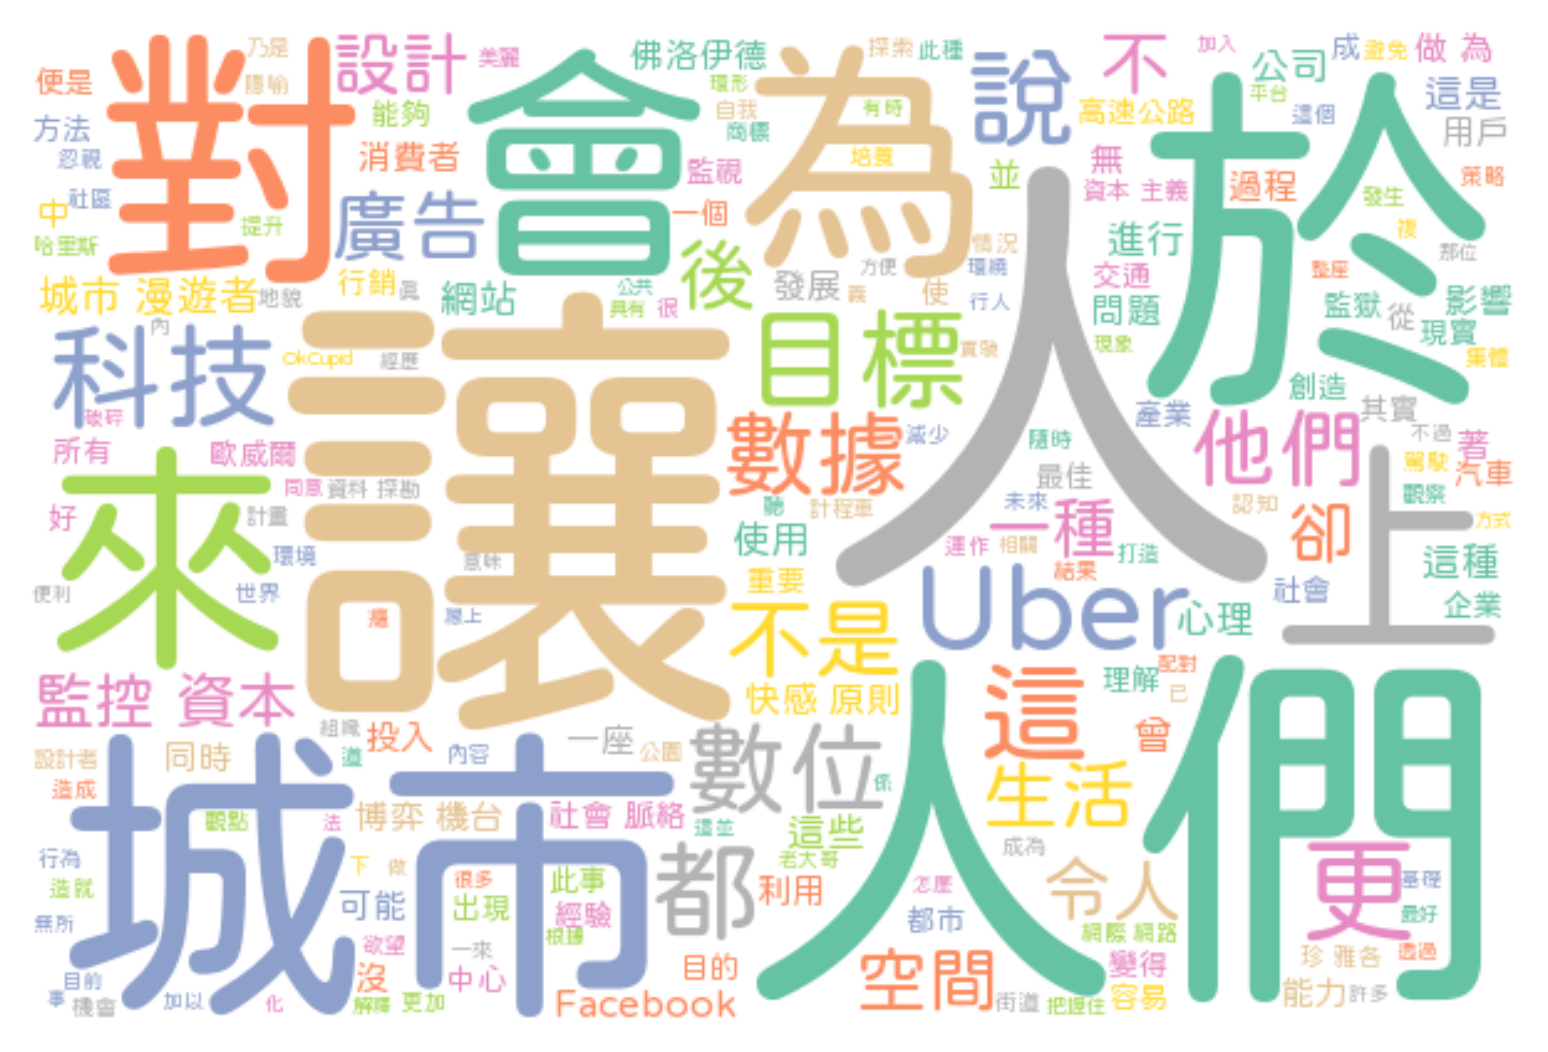 乃是
設計
美麗
佛洛伊德
探索
此種
不
加入
公司
成
避免
做 為
便是
對
隱喻
會
環形
為
說
平台
這是
方法
能夠
自我
有時
高速公路
於
這個
用戶
忽視
消費者
商標
培養
監視
並
無
資本 主義
過程
策略
中
社區
廣告
一個
發生
哈里斯
提升
後
情況
進行
複
那位
城市 漫遊者
地貌
行銷
真
網站
公共
具有
很
發展
方便
義
使
環繞
行人
交通
問題
整座
監獄
從
影響
現實
內
科技
OkCupid
經歷
讓
目標
實驗
人
現象
集體
創造
破碎
數據
減少
隨時
產業
他們
其實
不過
著
所有
歐威爾
最佳
上
駕駛
汽車
同意
資料 探勘
聽
計程車
未來
一種
認知
卻
觀察
方式
好
來
計畫
使用
運作
相關
打造
環境
意味
重要
結果
這種
便利
世界
癮
戀上
不是
Uber
心理
社會
企業
監控 資本
快感 原則
這
理解
配對
已
人們
組織
投入
一座
公園
數位
曾
設計者
同時
道
內容
係
生活
造成
城市
觀點
法
博弈 機台
社會 脈絡
這並
這些
老大哥
成為
行為
下
做
都
更
造就
很多
此事
利用
怎麼
令人
基礎
無所
可能
出現
經驗
都市
最好
欲望
一來
根據
網際 網路
目前
沒
中心
目的
空間
變得
珍 雅各
透過
事
機會
加以
化
解釋
更加
Facebook
街道
把握住
容易
能力
許多